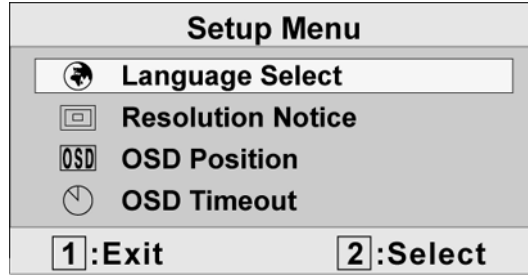 Setup Menu
Language Select
Resolution Notice
OSD OSD Position
OSD Timeout
1:Exit 2:Select